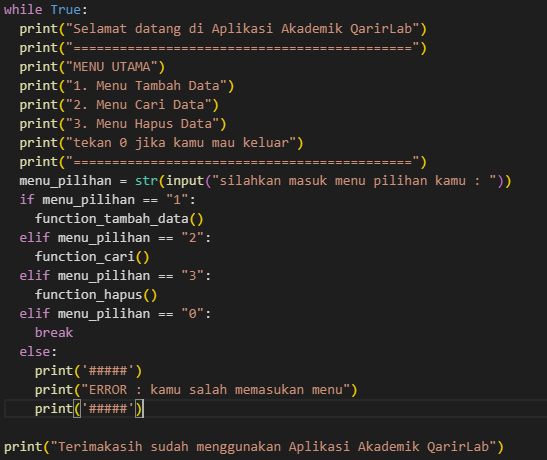 while True:
  print("Selamat datang di Aplikasi Akademik QarirLab")
  print("============================================")
  print("MENU UTAMA")
  print("1. Menu Tambah Data")
  print("2. Menu Cari Data")
  print("3. Menu Hapus Data")
  print("tekan 0 jika kamu mau keluar")
  print("============================================")
  menu_pilihan = str(input("silahkan masuk menu pilihan kamu : "))
  if menu_pilihan == "1":
    function_tambah_data()
  elif menu_pilihan == "2":
    function_cari()
  elif menu_pilihan == "3":
    function_hapus()
  elif menu_pilihan == "0":
    break
  else:
    print('#####')
    print("ERROR : kamu salah memasukan menu")
    print('#####')
print("Terimakasih sudah menggunakan Aplikasi Akademik QarirLab")